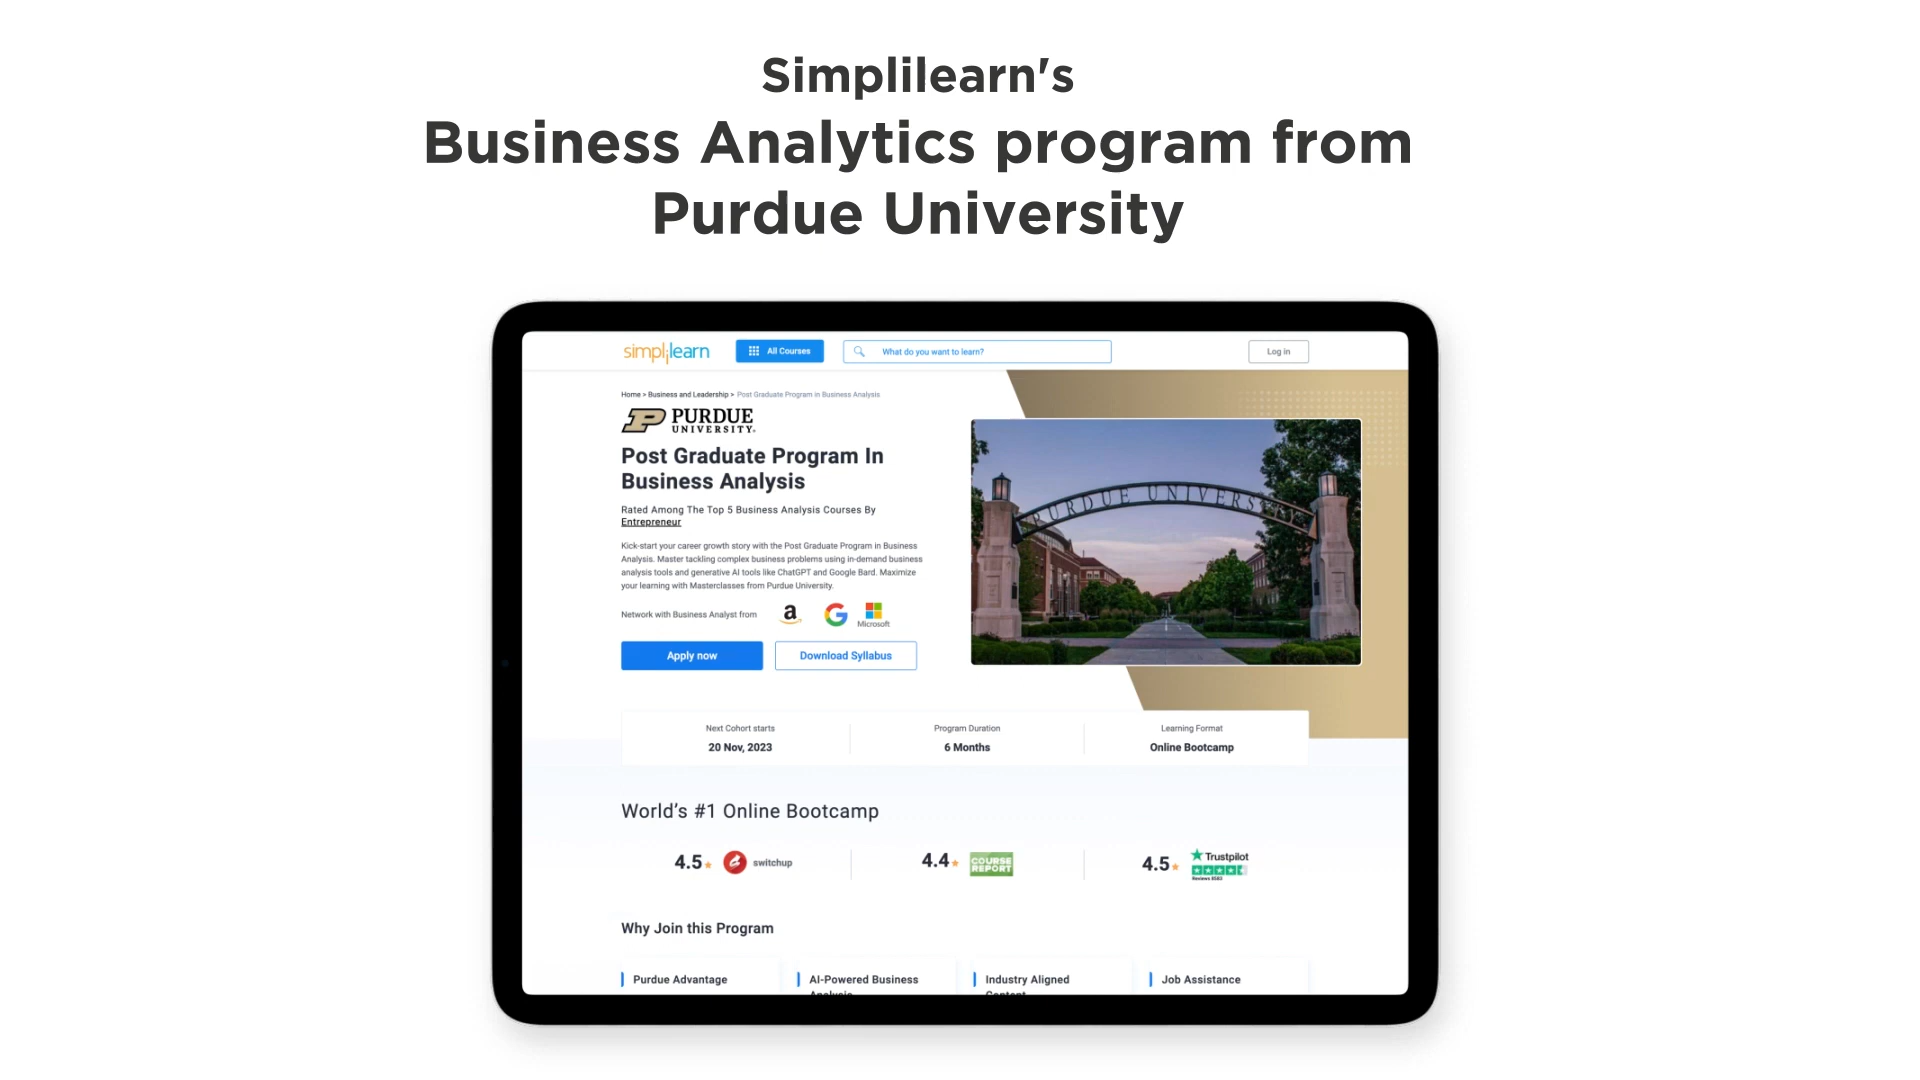 Simplilearn's
Business Analytics program from
Purdue University
simplilearn
All Courses
What do you want to learn?
Log in
Home > Business and Leadership > Post Graduate Program in Business Analysis
PURDUE
UNIVERSITY.
Post Graduate Program In
Business Analysis
Rated Among The Top 5 Business Analysis Courses By
Entrepreneur
Kick-start your career growth story with the Post Graduate Program in Business
Analysis. Master tackling complex business problems using in-demand business
analysis tools and generative AI tools like ChatGPT and Google Bard. Maximize
your learning with Masterclasses from Purdue University.
Network with Business Analyst from
Microsoft
Apply now
Download Syllabus
PURDUE UNIVERSITY
Next Cohort starts
20 Nov, 2023
Program Duration
6 Months
Learning Format
Online Bootcamp
World's #1 Online Bootcamp
4.5
switchup
4.4
COURSE
REPORT
4.5
Trustpilot
Reviews 8583
Why Join this Program
Purdue Advantage
AI-Powered Business
Analysis
Industry Aligned
Content
Job Assistance